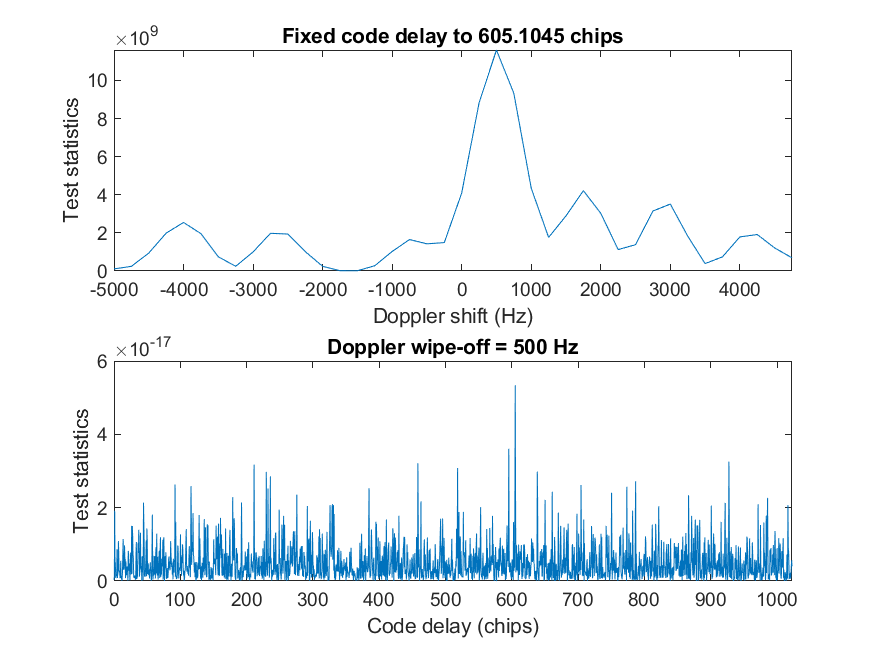 ×10⁹
Fixed code delay to 605.1045 chips
Test statistics
10
8
6
4
2
0
-5000 -4000 -3000 -2000 -1000 0 1000 2000 3000 4000
Doppler shift (Hz)
×10⁻¹⁷
Doppler wipe-off = 500 Hz
Test statistics
6
4
2
0
0 100 200 300 400 500 600 700 800 900 1000
Code delay (chips)